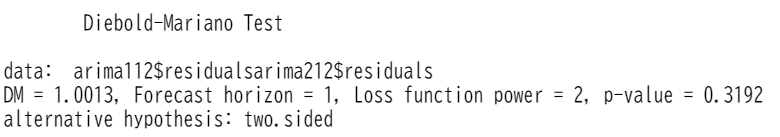 Diebold-Mariano Test
data: arima112$residualsarima212$residuals
DM = 1.0013, Forecast horizon = 1, Loss function power = 2, p-value = 0.3192
alternative hypothesis: two.sided